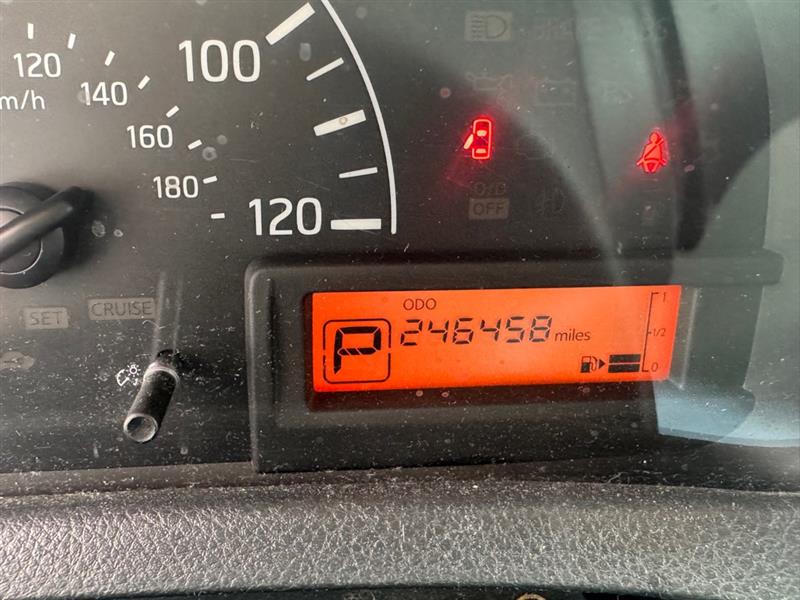 120
km/h
140
160
180
100
120
SET
CRUISE
O/D
OFF
ODO
P
246458 miles
1
1/2
0